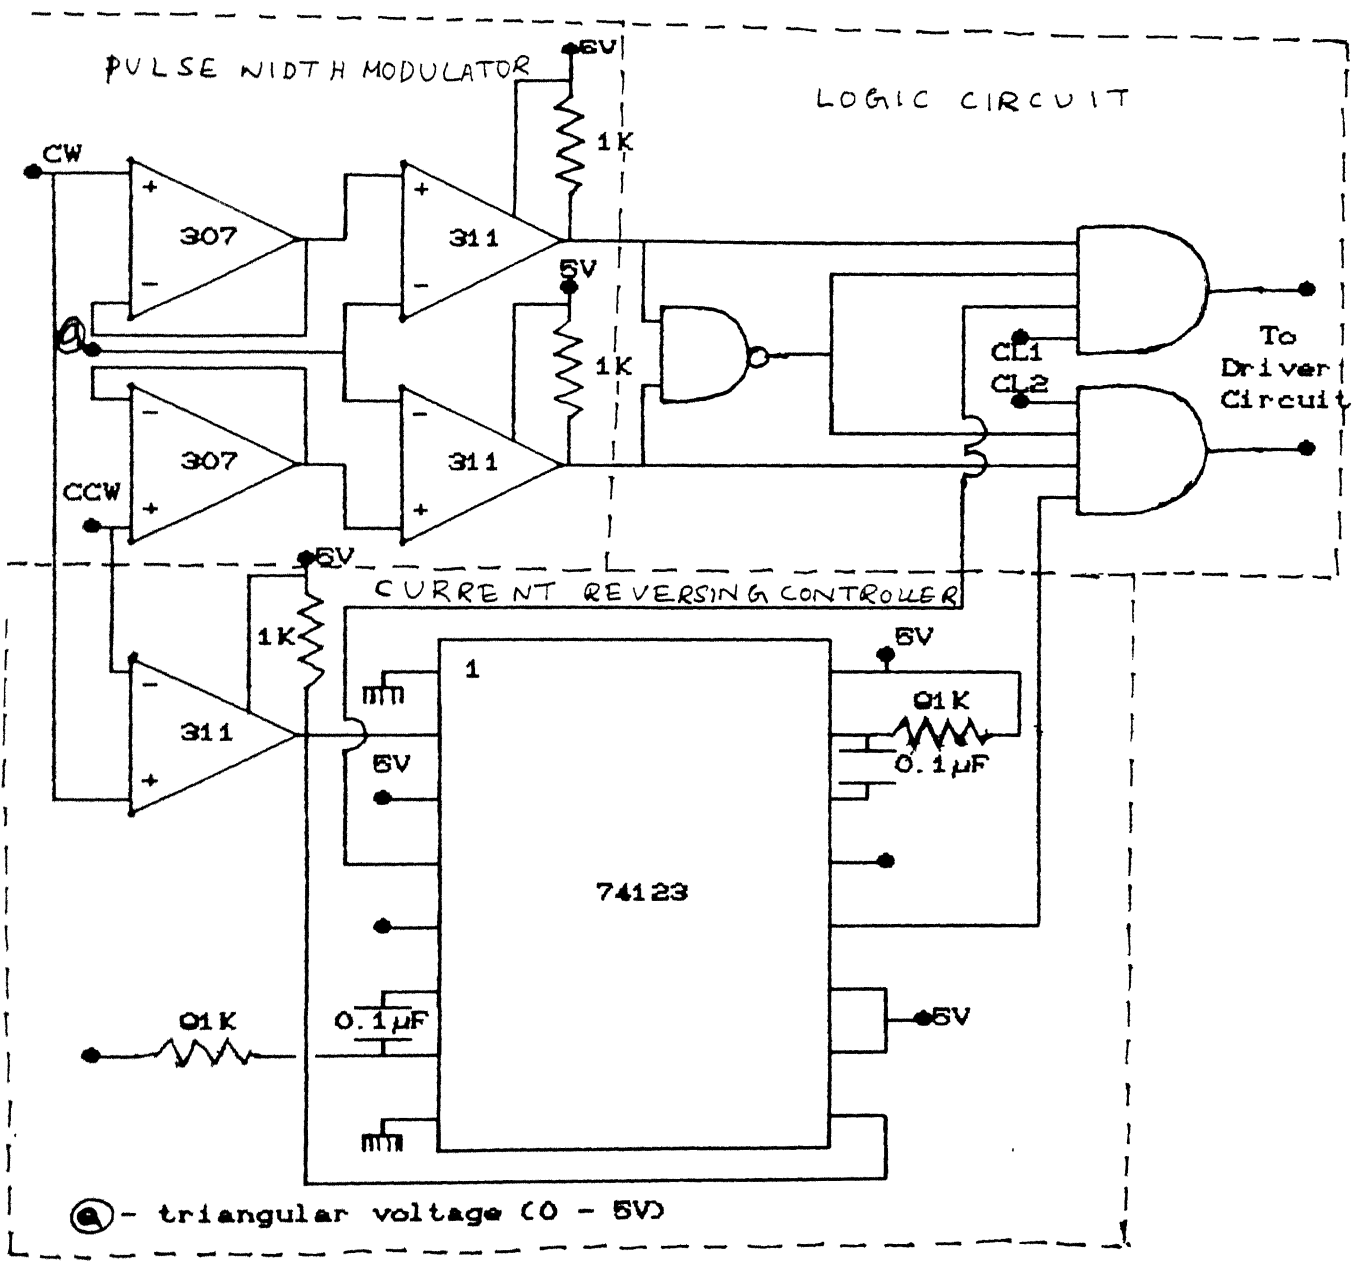 PULSE WIDTH MODULATOR
5V
LOGIC CIRCUIT
1K
CW
+
307
-
+
311
-
5V
1K
a
CL1
CL2
To
Driver
Circuit
-
307
+
-
311
+
CCW
5V
CURRENT REVERSING CONTROLLER
1K
-
311
+
1
5V
91K
0.1µF
5V
74123
91K
0.1µF
5V
a - triangular voltage (0 - 5V)